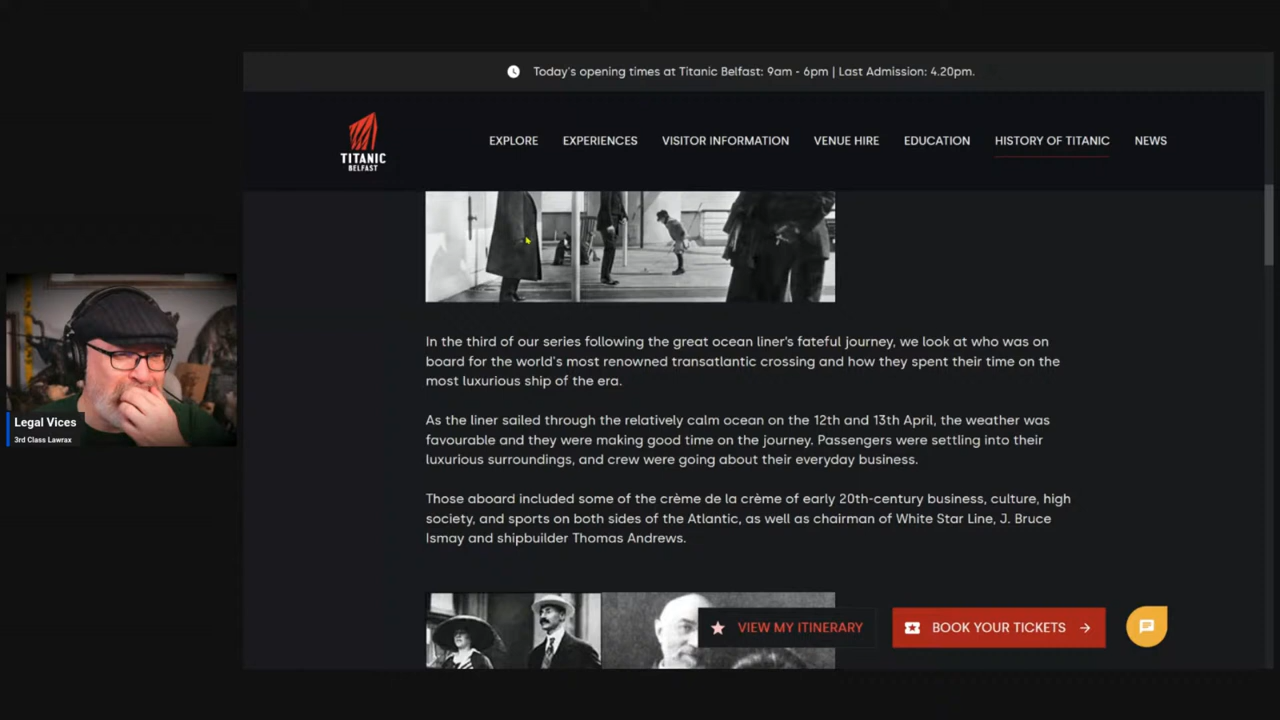 Today's opening times at Titanic Belfast: 9am - 6pm | Last Admission: 4.20pm.
TITANIC
BELFAST
EXPLORE
EXPERIENCES
VISITOR INFORMATION
VENUE HIRE
EDUCATION
HISTORY OF TITANIC
NEWS
In the third of our series following the great ocean liner's fateful journey, we look at who was on
board for the world's most renowned transatlantic crossing and how they spent their time on the
most luxurious ship of the era.
As the liner sailed through the relatively calm ocean on the 12th and 13th April, the weather was
favourable and they were making good time on the journey. Passengers were settling into their
luxurious surroundings, and crew were going about their everyday business.
Those aboard included some of the crème de la crème of early 20th-century business, culture, high
society, and sports on both sides of the Atlantic, as well as chairman of White Star Line, J. Bruce
Ismay and shipbuilder Thomas Andrews.
Legal Vices
3rd Class Lawrax
VIEW MY ITINERARY
BOOK YOUR TICKETS